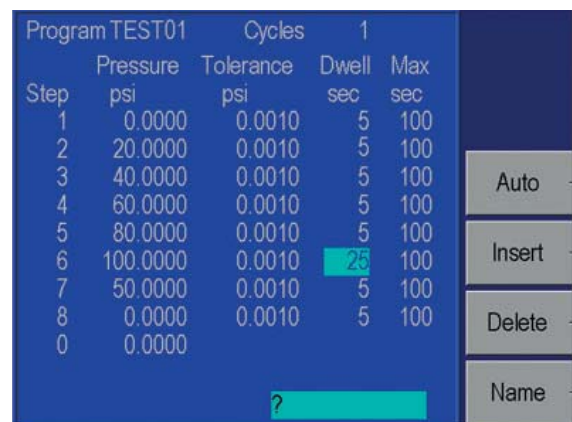 Program TEST01 Cycles 1
Pressure Tolerance Dwell Max
Step psi psi sec sec
1 0.0000 0.0010 5 100
2 20.0000 0.0010 5 100
3 40.0000 0.0010 5 100
4 60.0000 0.0010 5 100
5 80.0000 0.0010 5 100
6 100.0000 0.0010 25 100
7 50.0000 0.0010 5 100
8 0.0000 0.0010 5 100
0 0.0000
?
Auto
Insert
Delete
Name